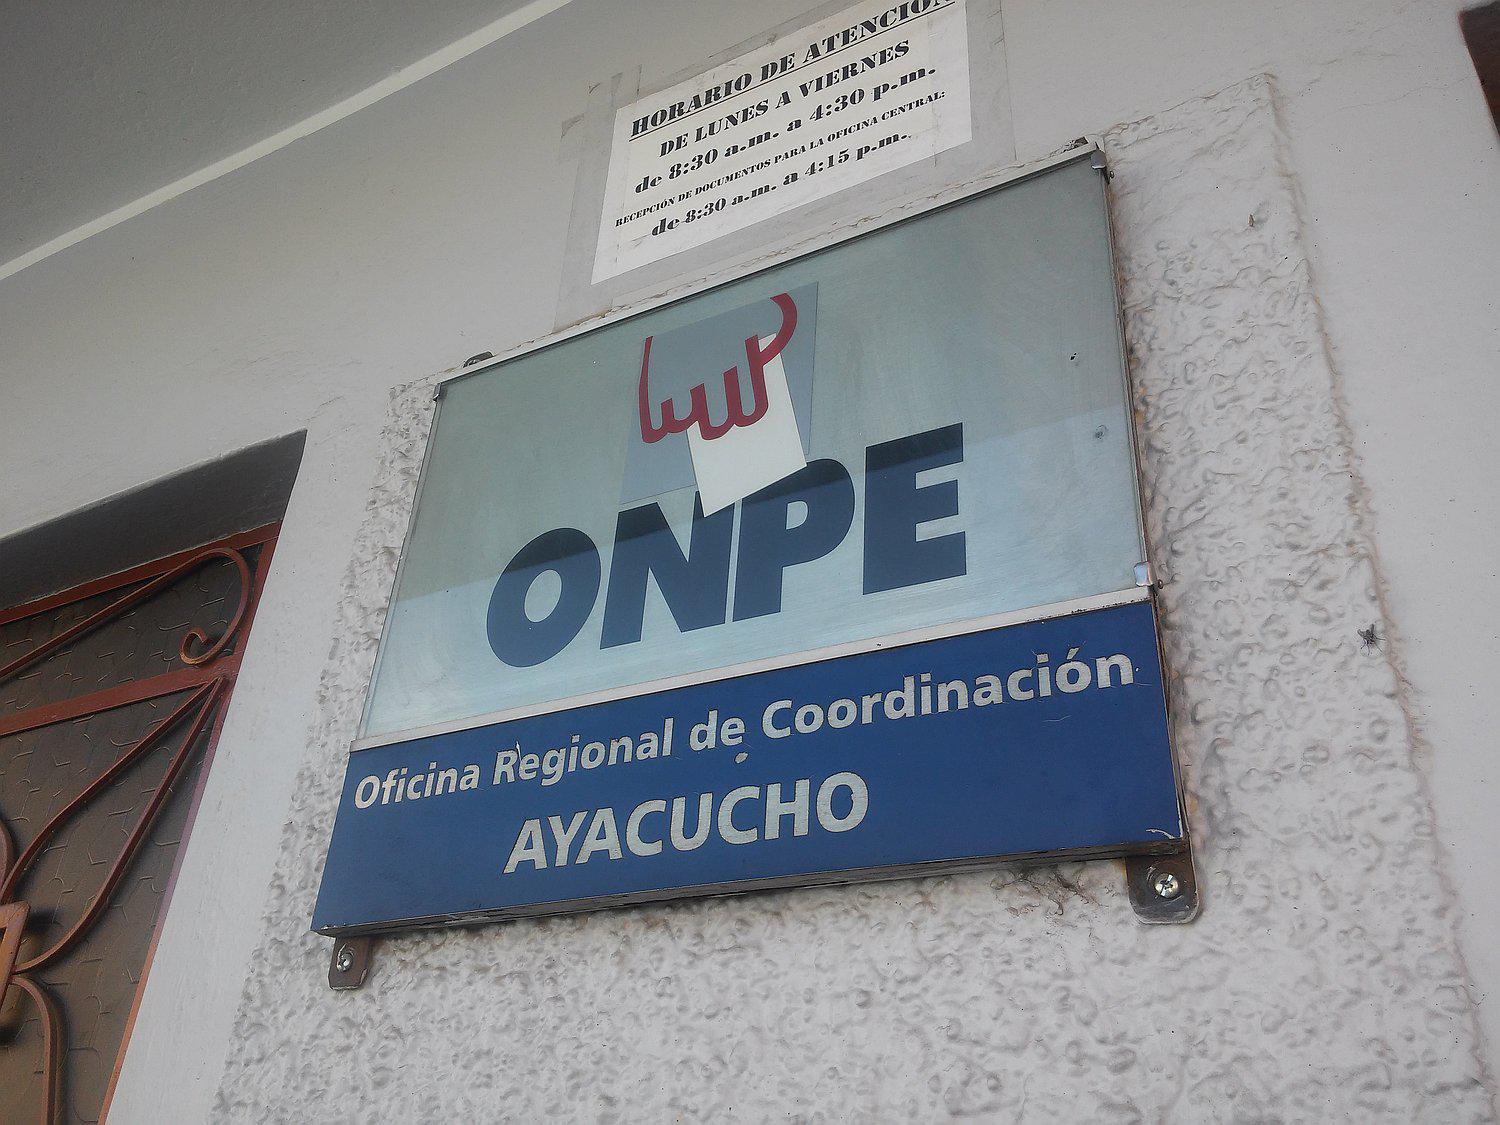 HORARIO DE ATENCION
DE LUNES A VIERNES
de 8:30 a.m. a 4:30 p.m.
RECEPCIÓN DE DOCUMENTOS PARA LA OFICINA CENTRAL:
de 8:30 a.m. a 4:15 p.m.
ONPE
Oficina Regional de Coordinación
AYACUCHO